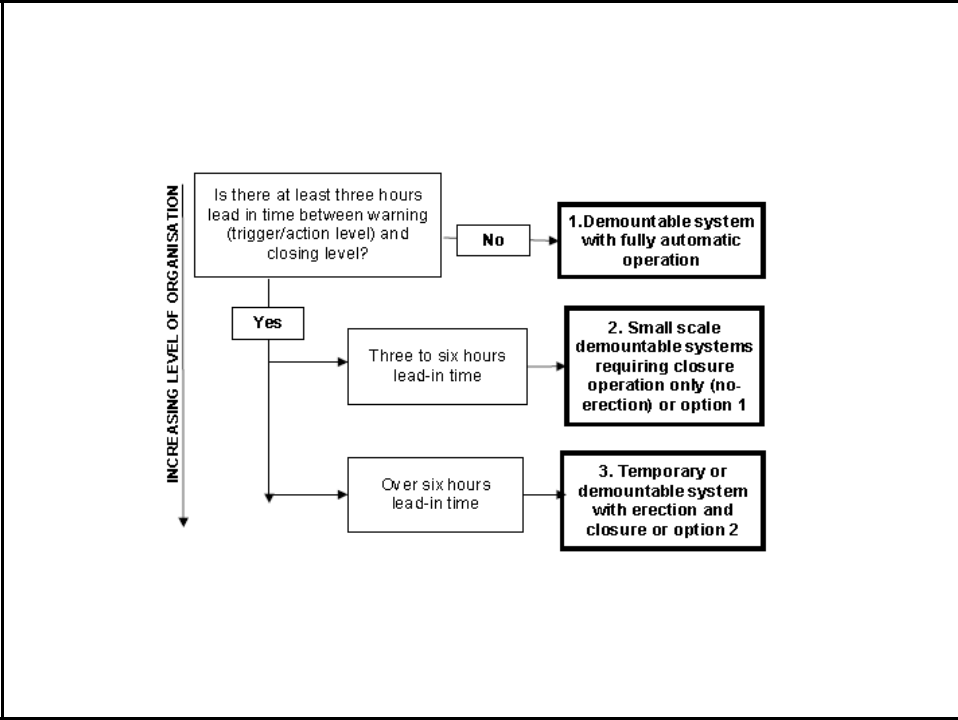 INCREASING LEVEL OF ORGANISATION
Is there at least three hours
lead in time between warning
(trigger/action level) and
closing level?
No
1.Demountable system
with fully automatic
operation
Yes
Three to six hours
lead-in time
2. Small scale
demountable systems
requiring closure
operation only (no-
erection) or option 1
Over six hours
lead-in time
3. Temporary or
demountable system
with erection and
closure or option 2